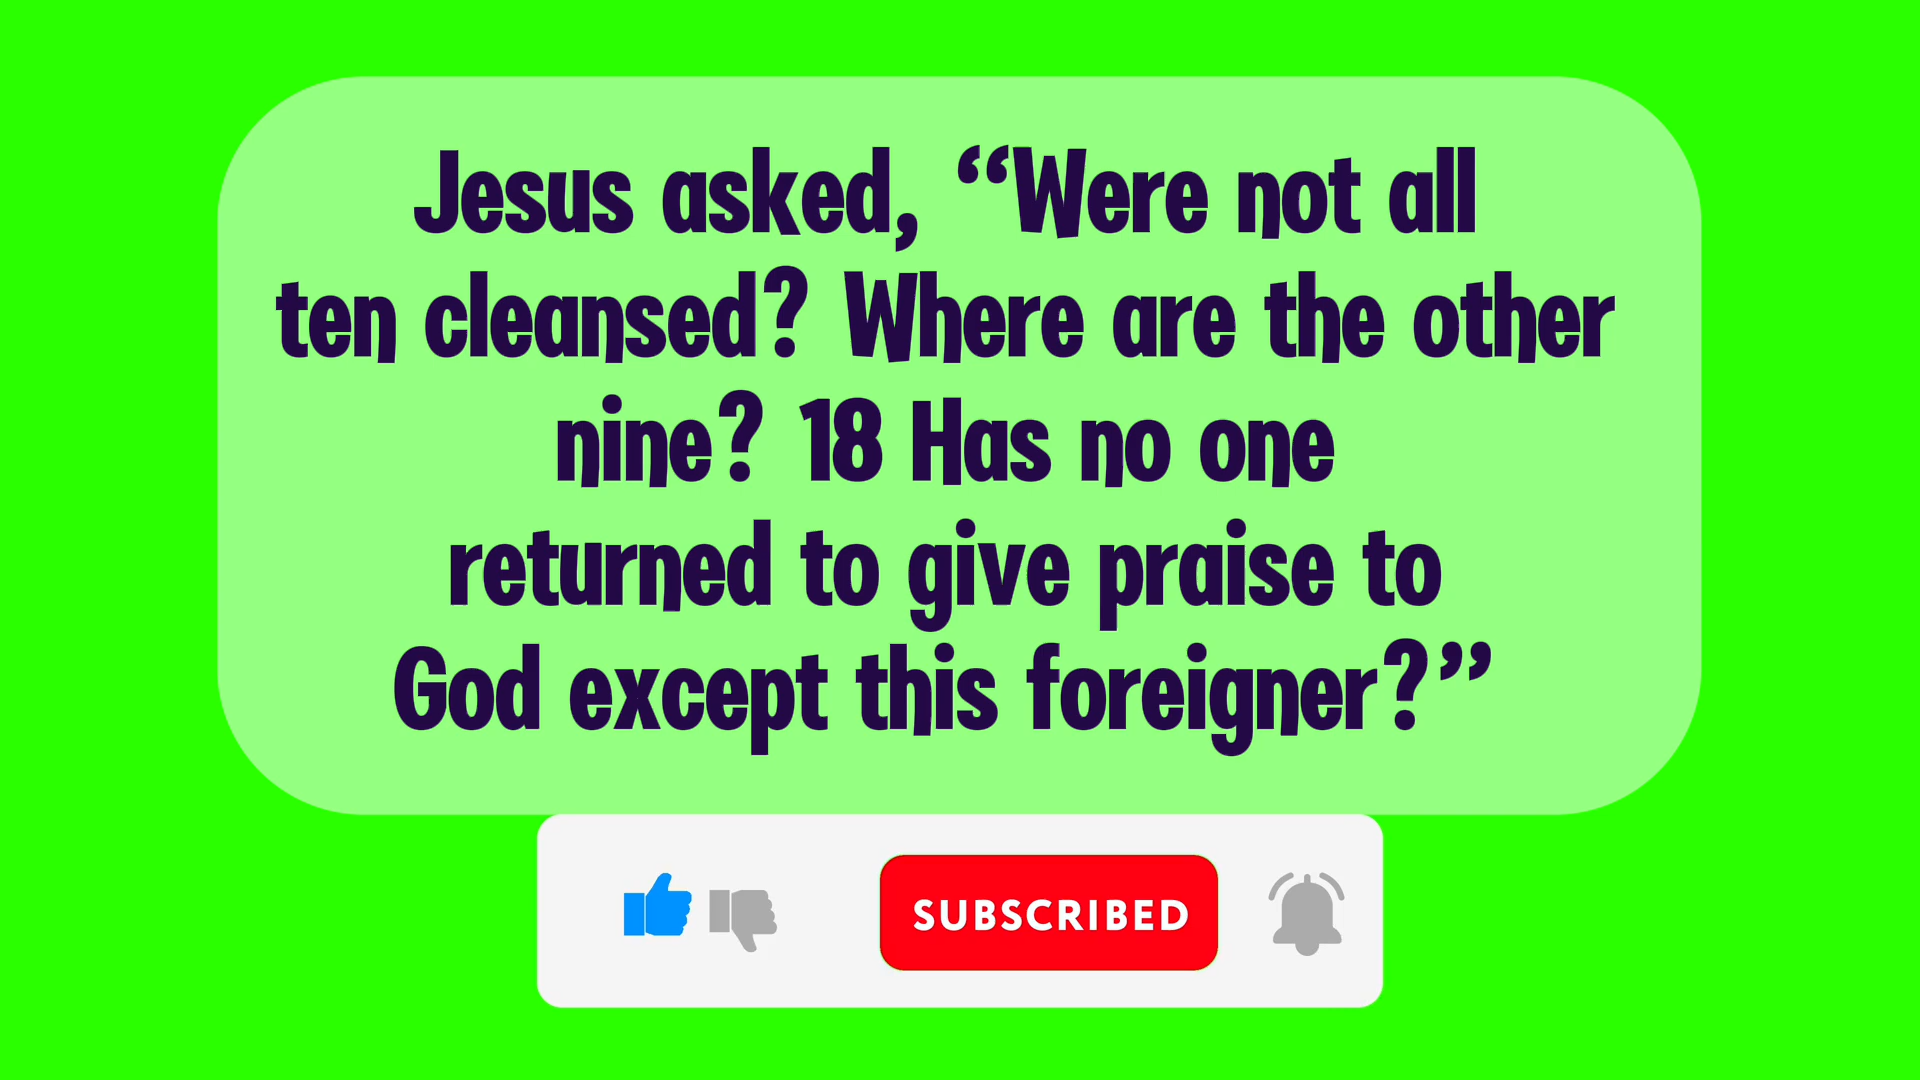 Jesus asked, “Were not all
ten cleansed? Where are the other
nine? 18 Has no one
returned to give praise to
God except this foreigner?”
SUBSCRIBED